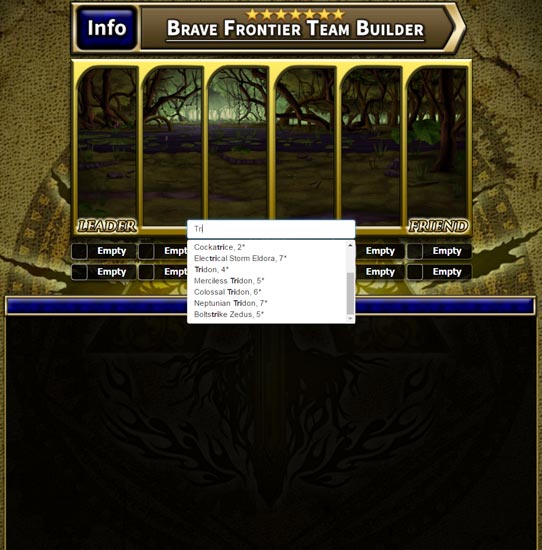 Info
BRAVE FRONTIER TEAM BUILDER
LEADER
FRIEND
Tri
Empty Empt Empty Empty
Empty Empt Empty Empty
Cockatrice, 2*
Electrical Storm Eldora, 7*
Tridon, 4*
Merciless Tridon, 5*
Colossal Tridon, 6*
Neptunian Tridon, 7*
Boltstrike Zedus, 5*